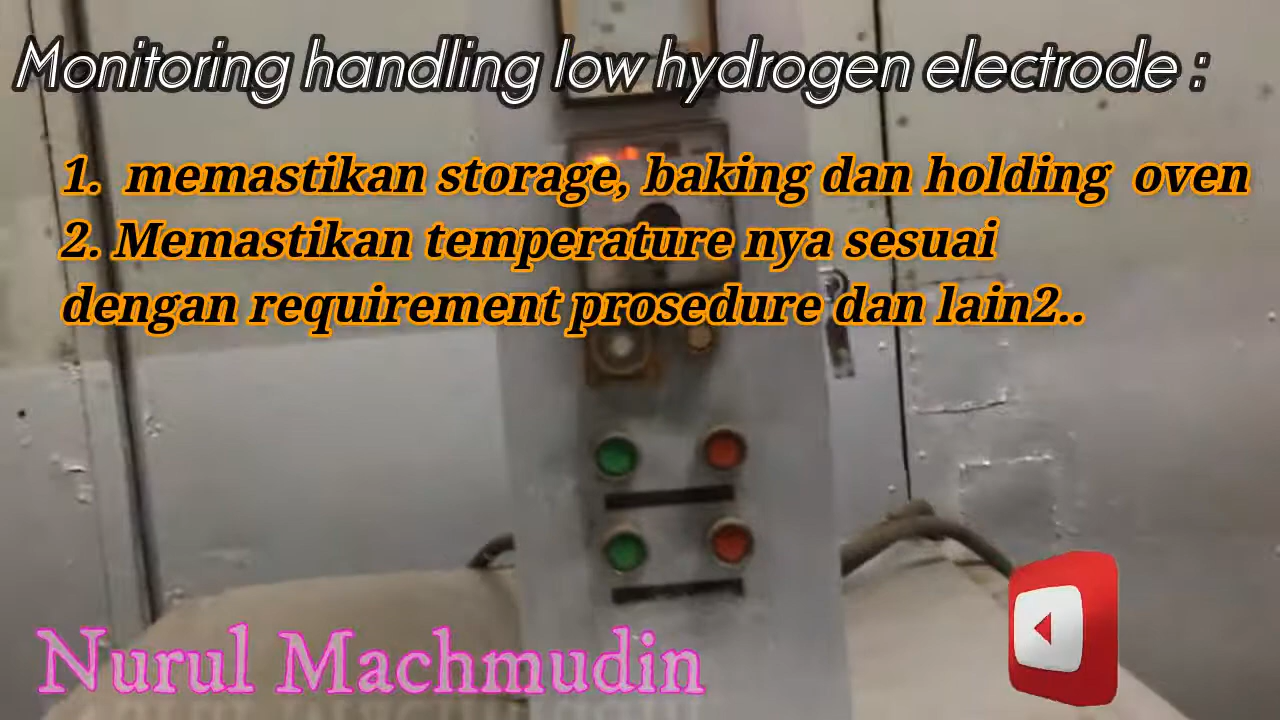 Monitoring handling low hydrogen electrode :
1. memastikan storage, baking dan holding oven
2. Memastikan temperature nya sesuai
dengan requirement prosedure dan lain2..
Nurul Machmudin